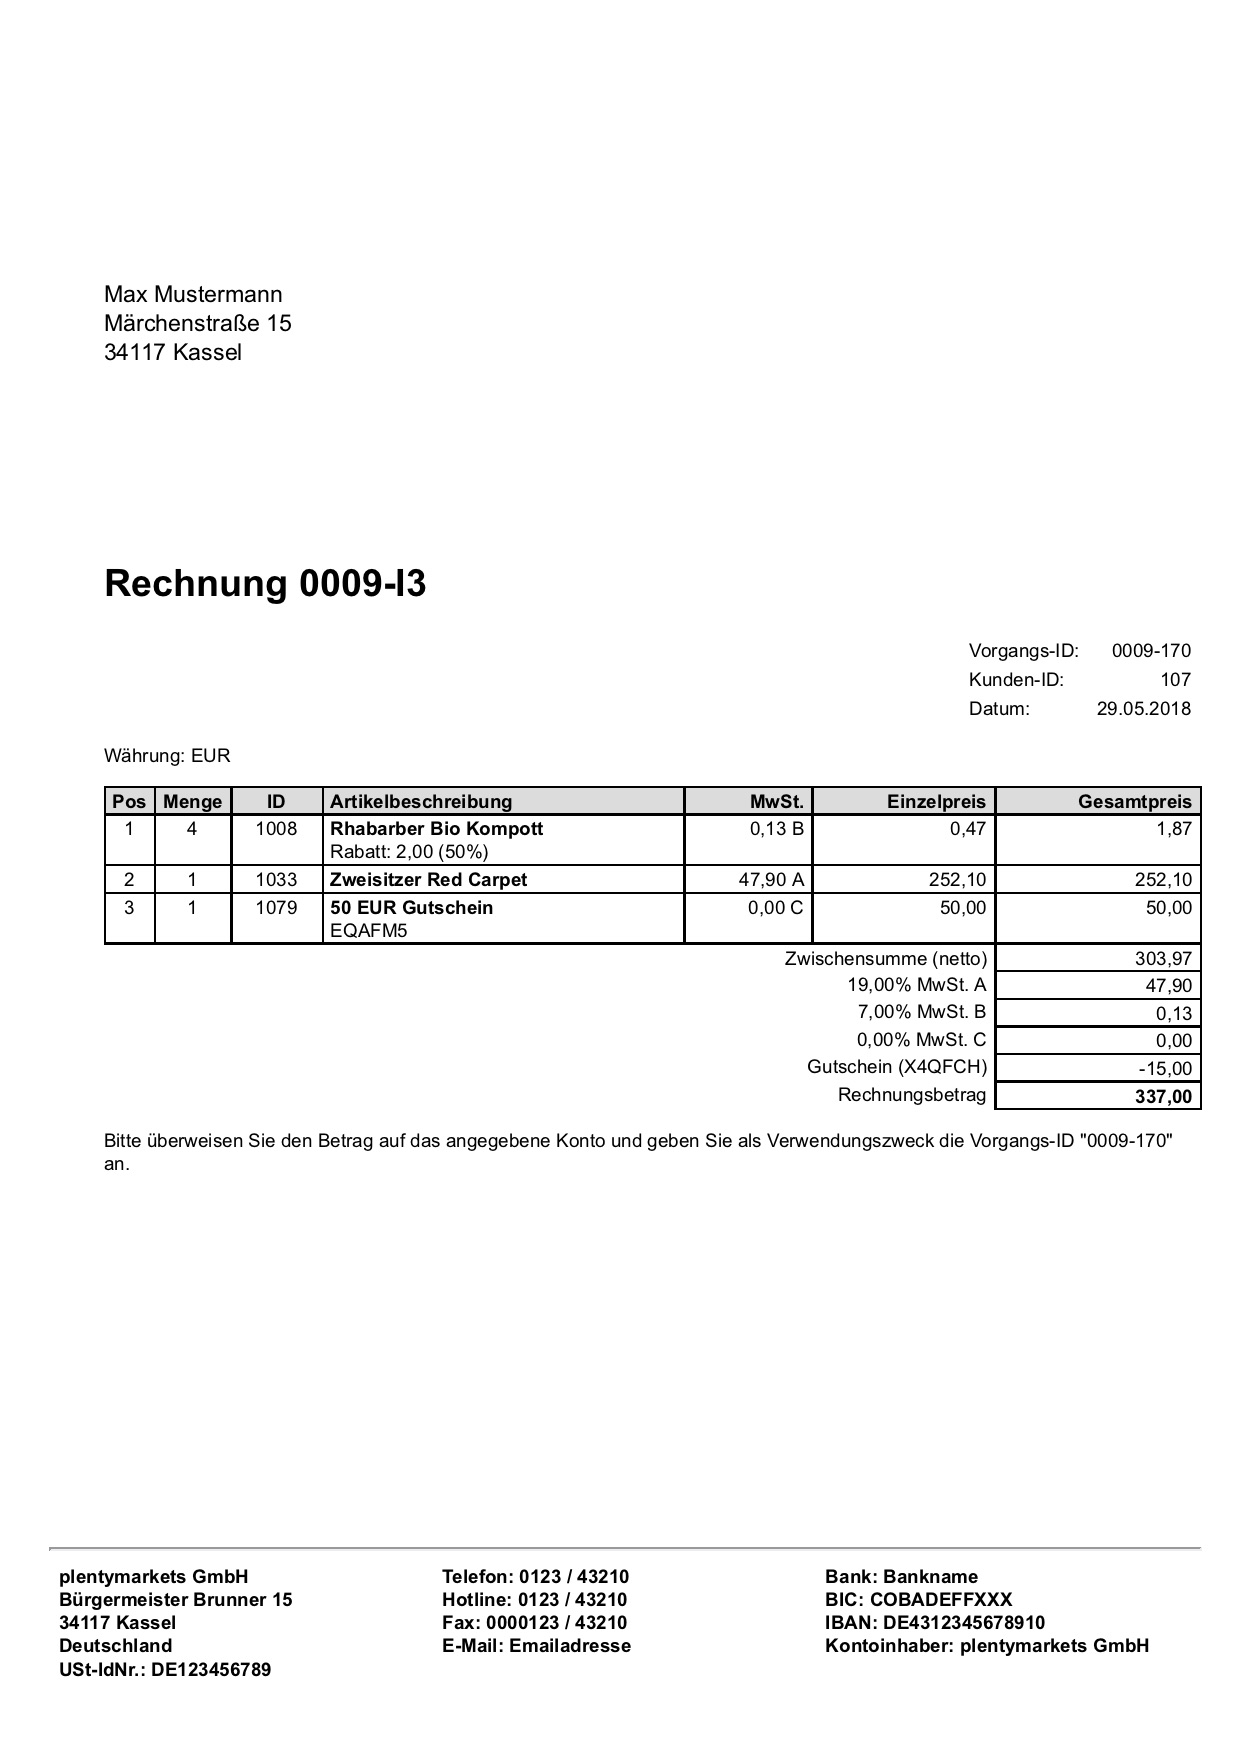 Max Mustermann
Märchenstraße 15
34117 Kassel
Rechnung 0009-I3
Vorgangs-ID: 0009-170
Kunden-ID: 107
Datum: 29.05.2018
Währung: EUR
Pos Menge ID Artikelbeschreibung MwSt. Einzelpreis Gesamtpreis
1 4 1008 Rhabarber Bio Kompott 0,13 B 0,47 1,87
Rabatt: 2,00 (50%)
2 1 1033 Zweisitzer Red Carpet 47,90 A 252,10 252,10
3 1 1079 50 EUR Gutschein 0,00 C 50,00 50,00
EQAFM5
Zwischensumme (netto) 303,97
19,00% MwSt. A 47,90
7,00% MwSt. B 0,13
0,00% MwSt. C 0,00
Gutschein (X4QFCH) -15,00
Rechnungsbetrag 337,00
Bitte überweisen Sie den Betrag auf das angegebene Konto und geben Sie als Verwendungszweck die Vorgangs-ID "0009-170"
an.
plentymarkets GmbH
Bürgermeister Brunner 15
34117 Kassel
Deutschland
USt-IdNr.: DE123456789
Telefon: 0123 / 43210
Hotline: 0123 / 43210
Fax: 0000123 / 43210
E-Mail: Emailadresse
Bank: Bankname
BIC: COBADEFFXXX
IBAN: DE4312345678910
Kontoinhaber: plentymarkets GmbH